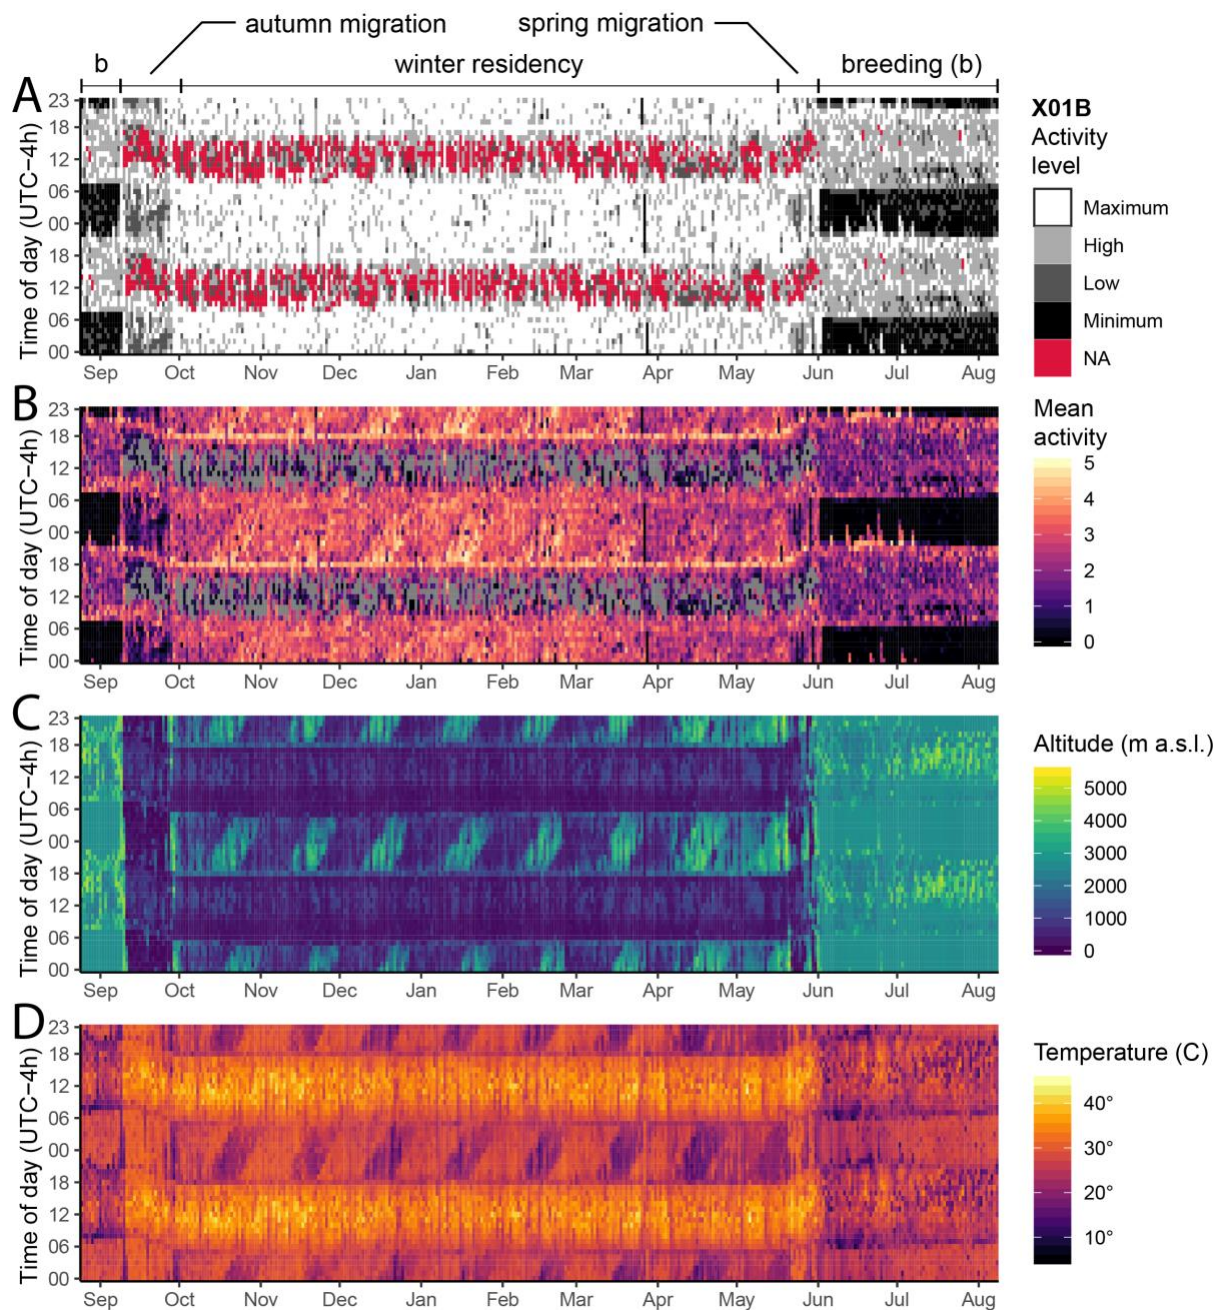 autumn migration spring migration
b winter residency breeding (b)
A
Time of day (UTC−4h)
23
18
12
06
00
18
12
06
00
Sep Oct Nov Dec Jan Feb Mar Apr May Jun Jul Aug
X01B
Activity
level
Maximum
High
Low
Minimum
NA
B
Time of day (UTC−4h)
23
18
12
06
00
18
12
06
00
Sep Oct Nov Dec Jan Feb Mar Apr May Jun Jul Aug
Mean
activity
5
4
3
2
1
0
C
Time of day (UTC−4h)
23
18
12
06
00
18
12
06
00
Sep Oct Nov Dec Jan Feb Mar Apr May Jun Jul Aug
Altitude (m a.s.l.)
5000
4000
3000
2000
1000
0
D
Time of day (UTC−4h)
23
18
12
06
00
18
12
06
00
Sep Oct Nov Dec Jan Feb Mar Apr May Jun Jul Aug
Temperature (C)
40°
30°
20°
10°